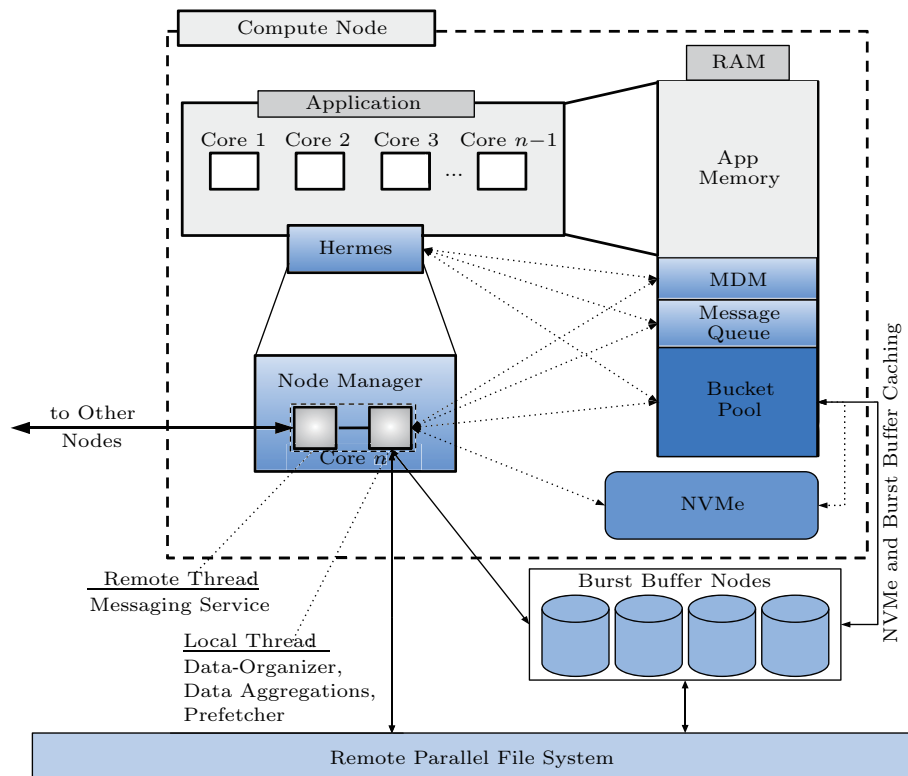 Compute Node
RAM
Application
Core 1 Core 2 Core 3 Core n−1
...
App
Memory
Hermes
MDM
Message
Queue
Node Manager
Bucket
Pool
to Other
Nodes
Core n
NVMe
NVMe and Burst Buffer Caching
Remote Thread
Messaging Service
Burst Buffer Nodes
Local Thread
Data-Organizer,
Data Aggregations,
Prefetcher
Remote Parallel File System